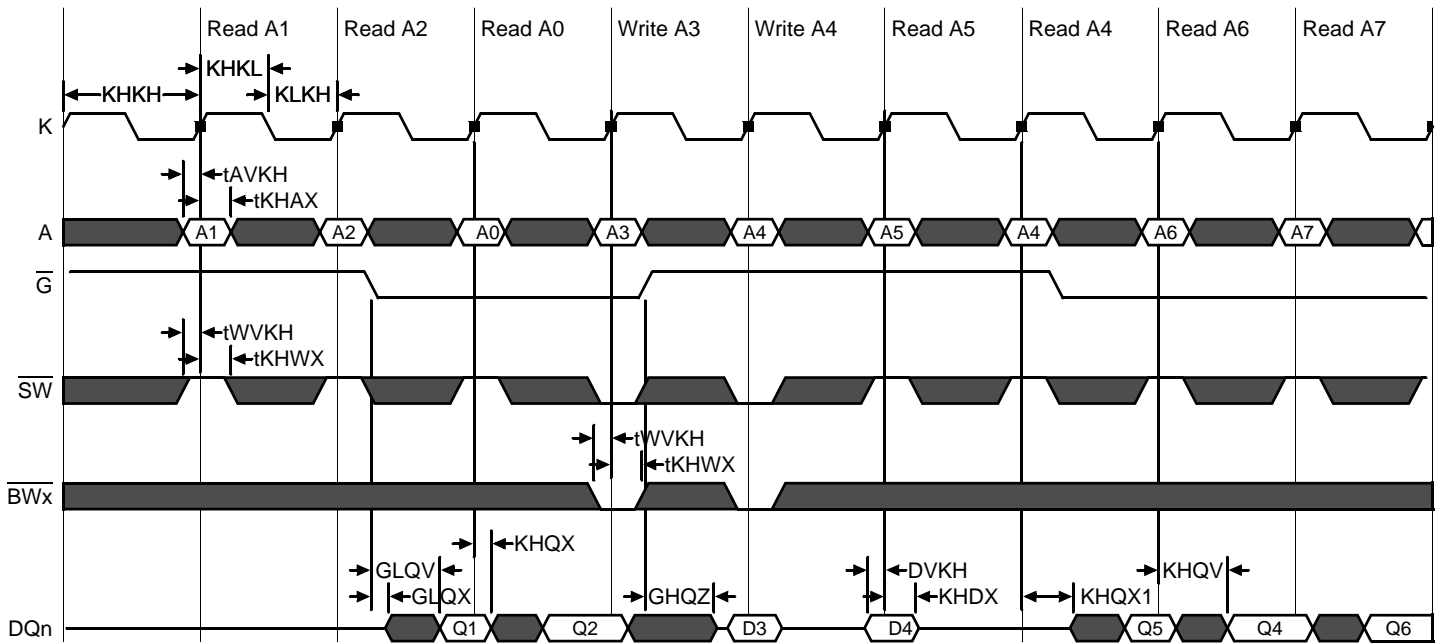 Read A1 Read A2 Read A0 Write A3 Write A4 Read A5 Read A4 Read A6 Read A7
KHKL
KHKH KLKH
K
tAVKH
tKHAX
A A1 A2 A0 A3 A4 A5 A4 A6 A7
G
tWVKH
tKHWX
SW
tWVKH
tKHWX
BWx
KHQX
GLQV DVKH KHQV
GLQX GHQZ KHDX KHQX1
DQn Q1 Q2 D3 D4 Q5 Q4 Q6